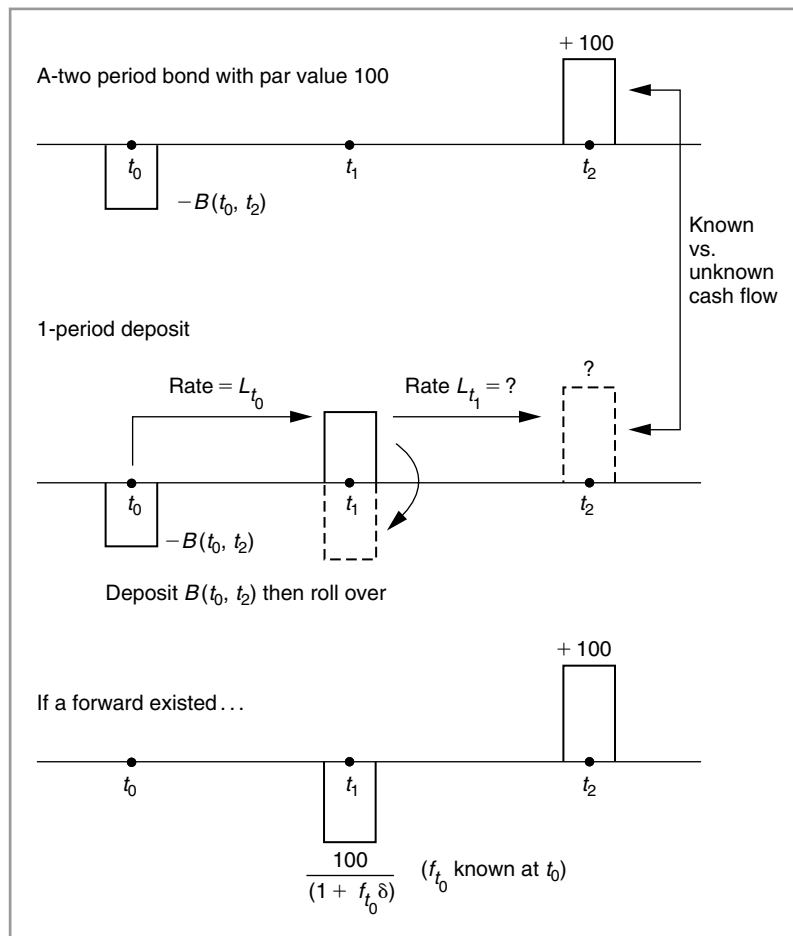 + 100
A-two period bond with par value 100
t0
t1
t2
−B(t0, t2)
Known
vs.
unknown
cash flow
1-period deposit
?
Rate = Lt0
Rate Lt1 = ?
t0
t1
t2
−B(t0, t2)
Deposit B(t0, t2) then roll over
+ 100
If a forward existed . . .
t0
t1
t2
100
(1 + ft0 δ)
(ft0 known at t0)